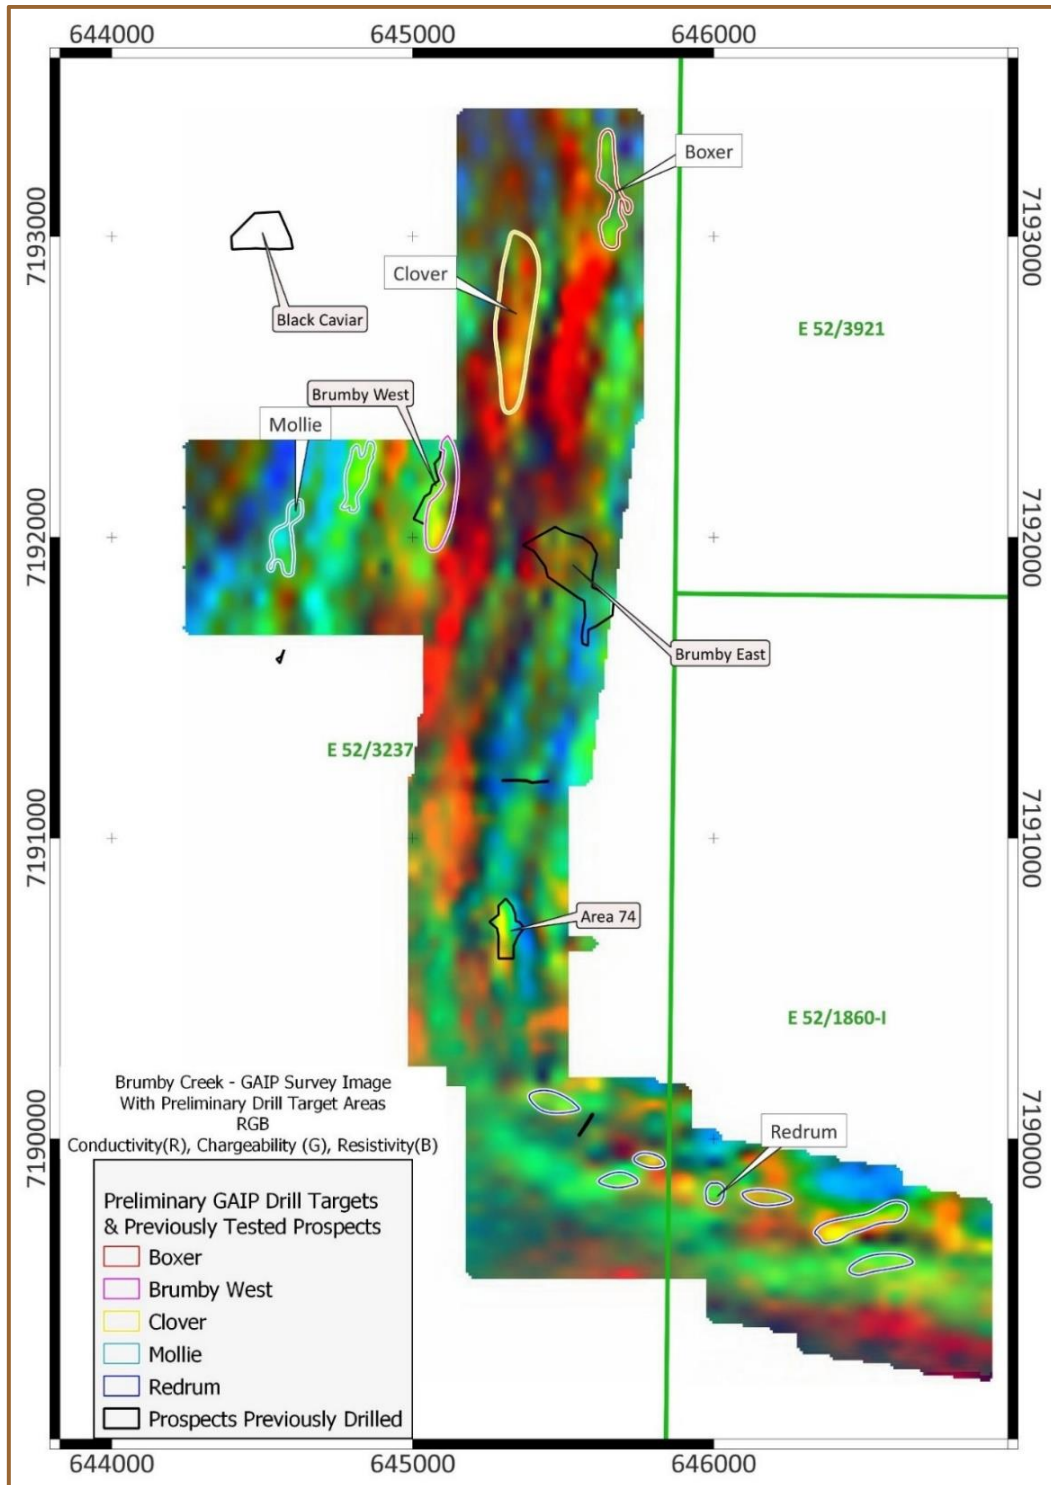 644000 645000 646000
Boxer
7193000 7193000
Clover
Black Caviar
E 52/3921
Brumby West
Mollie
7192000 7192000
Brumby East
E 52/3237
7191000 7191000
Area 74
E 52/1860-I
Brumby Creek - GAIP Survey Image
With Preliminary Drill Target Areas
RGB
Conductivity(R), Chargeability (G), Resistivity(B)
7190000 7190000
Redrum
Preliminary GAIP Drill Targets
& Previously Tested Prospects
Boxer
Brumby West
Clover
Mollie
Redrum
Prospects Previously Drilled
644000 645000 646000